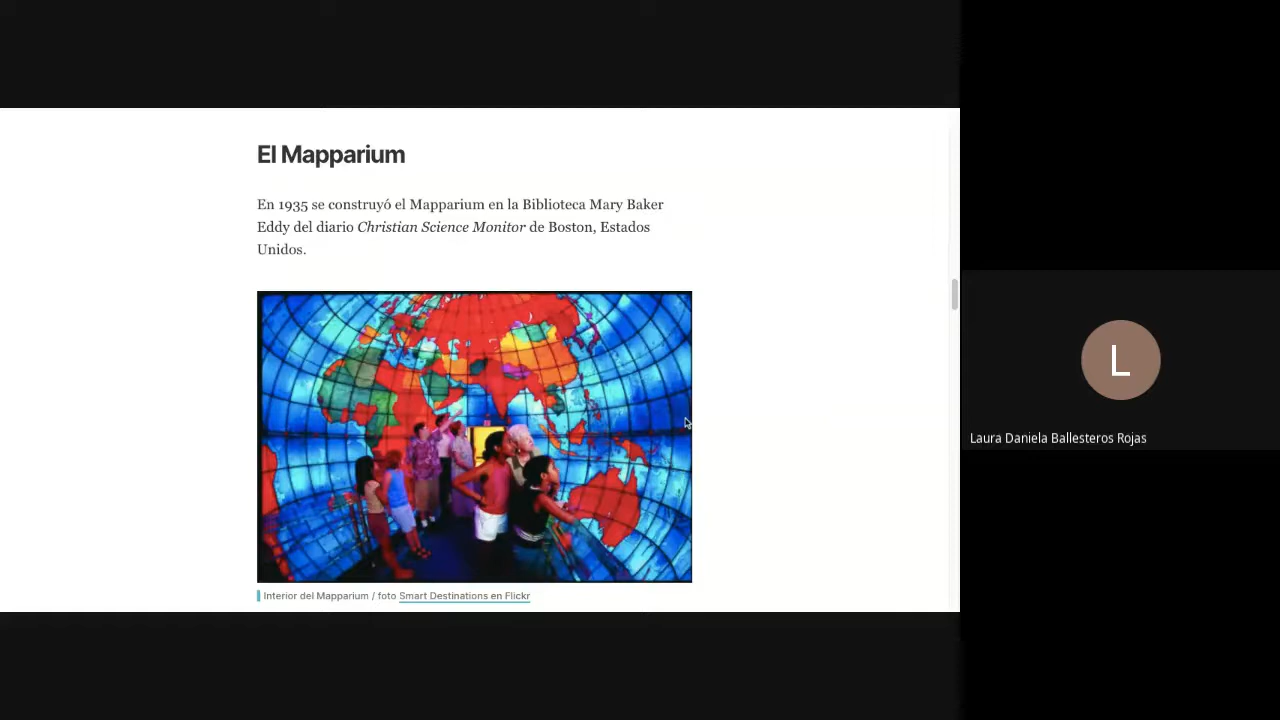 El Mapparium
En 1935 se construyó el Mapparium en la Biblioteca Mary Baker
Eddy del diario Christian Science Monitor de Boston, Estados
Unidos.
Interior del Mapparium / foto Smart Destinations en Flickr
L
Laura Daniela Ballesteros Rojas